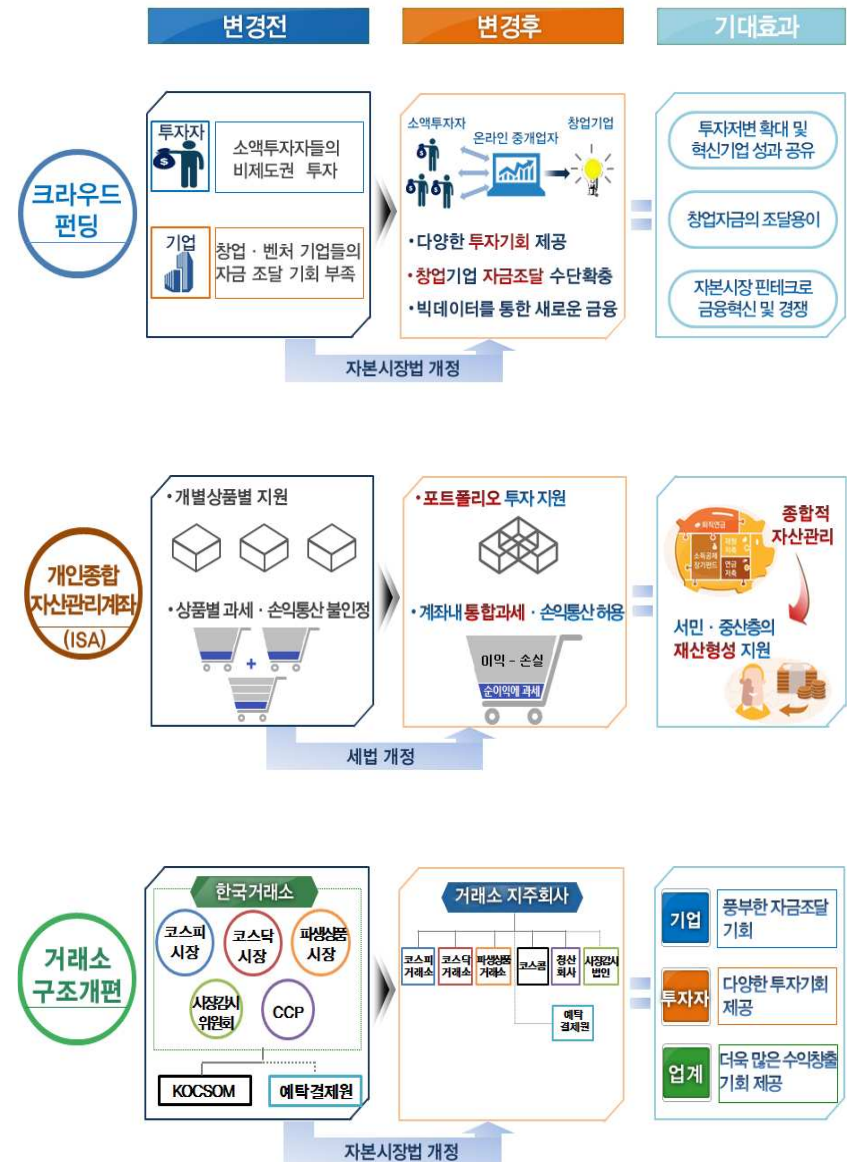 변경전
변경후
기대효과
크라우드
펀딩
투자자
소액투자자들의
비제도권 투자
기업
창업 · 벤처 기업들의
자금 조달 기회 부족
소액투자자
온라인 중개업자
창업기업
• 다양한 투자기회 제공
• 창업기업 자금조달 수단확충
• 빅데이터를 통한 새로운 금융
투자저변 확대 및
혁신기업 성과 공유
창업자금의 조달용이
자본시장 핀테크로
금융혁신 및 경쟁
자본시장법 개정
개인종합
자산관리계좌
(ISA)
• 개별상품별 지원
• 상품별 과세 · 손익통산 불인정
+
• 포트폴리오 투자 지원
• 계좌내 통합과세 · 손익통산 허용
이익 - 손실
순이익에 과세
퇴직연금
소득공제
장기펀드
연금
저축
종합적
자산관리
서민 · 중산층의
재산형성 지원
세법 개정
거래소
구조개편
한국거래소
코스피
시장
코스닥
시장
파생상품
시장
시장감시
위원회
CCP
KOCSOM
예탁결제원
거래소 지주회사
코스피
거래소
코스닥
거래소
파생상품
거래소
코스콤
청산
회사
시장감시
법인
예탁
결제원
기업
풍부한 자금조달
기회
투자자
다양한 투자기회
제공
업계
더욱 많은 수익창출
기회 제공
자본시장법 개정